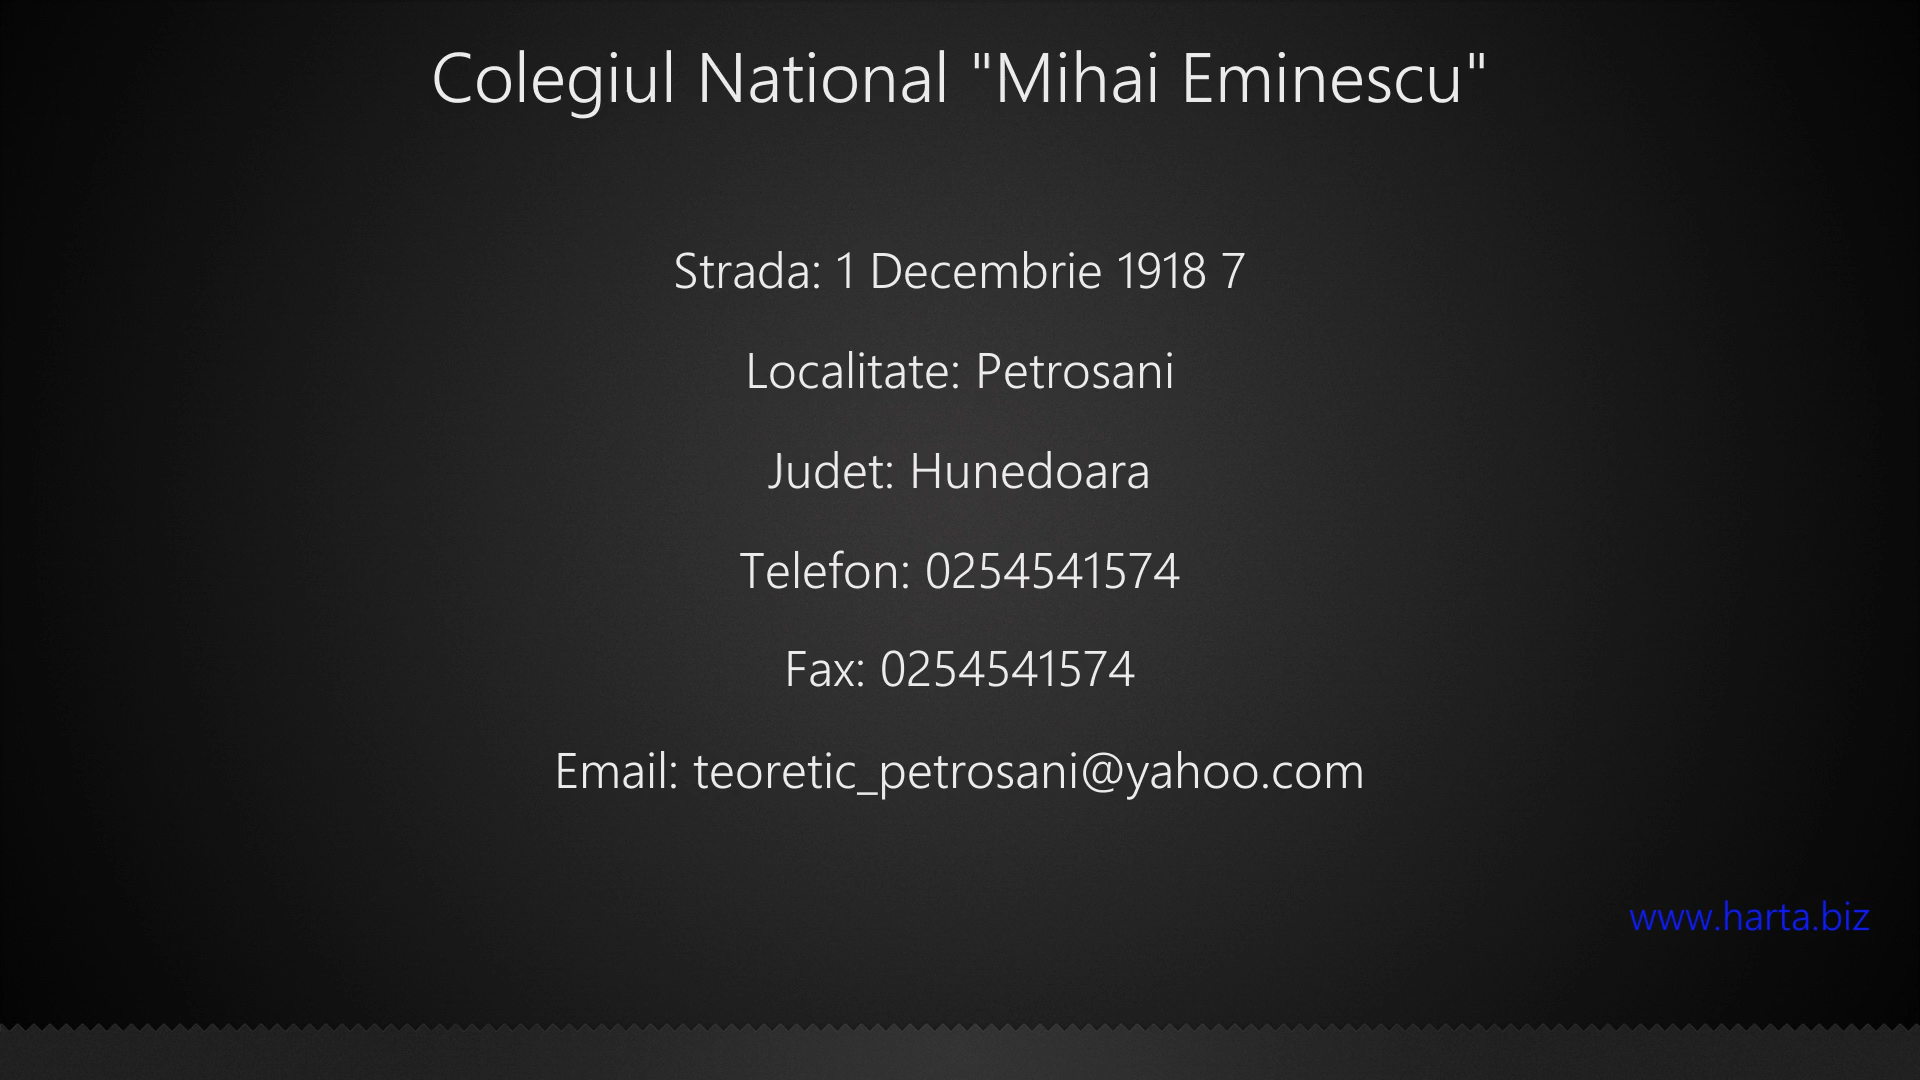 Colegiul National "Mihai Eminescu"
Strada: 1 Decembrie 1918 7
Localitate: Petrosani
Judet: Hunedoara
Telefon: 0254541574
Fax: 0254541574
Email: teoretic_petrosani@yahoo.com
www.harta.biz